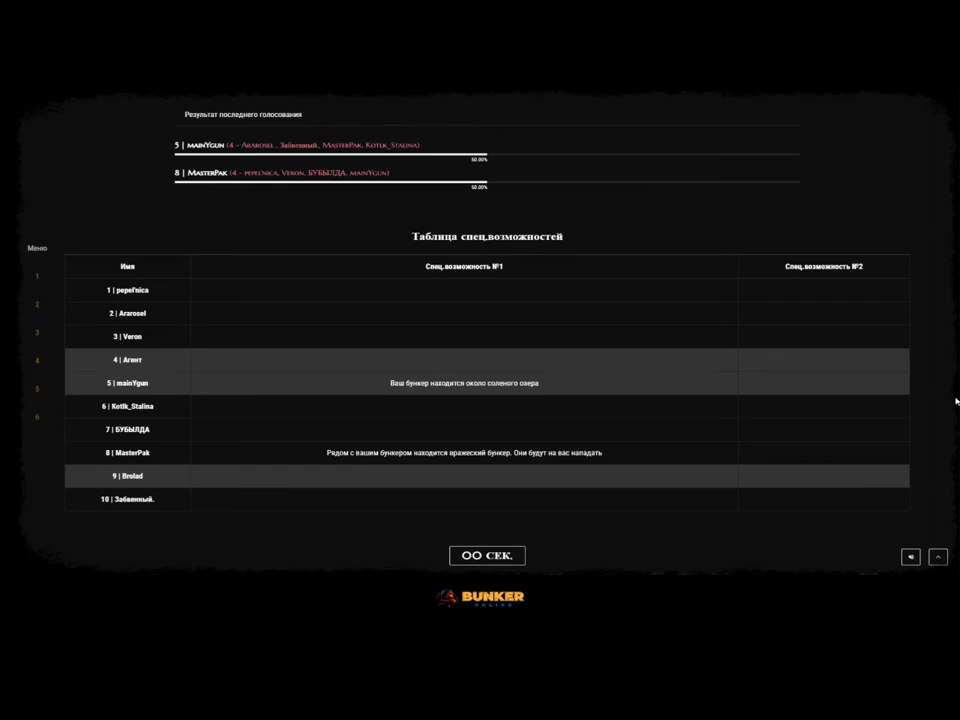 Результат последнего голосования
5 | mainYgun (4 - Ararosel , Забвенный., MasterPak, Kotlk_Stalina)
50.00%
8 | MasterPak (4 - pepel'nica, Veron, БУБЫЛДА, mainYgun)
50.00%
Таблица спец.возможностей
Меню
Имя Спец.возможность №1 Спец.возможность №2
1
1 | pepel'nica
2
2 | Ararosel
3
3 | Veron
4
4 | Агент
5
5 | mainYgun Ваш бункер находится около соленого озера
6
6 | Kotlk_Stalina
7 | БУБЫЛДА
8 | MasterPak Рядом с вашим бункером находится вражеский бункер. Они будут на вас нападать
9 | Brolad
10 | Забвенный.
00 СЕК.
BUNKER
ONLINE